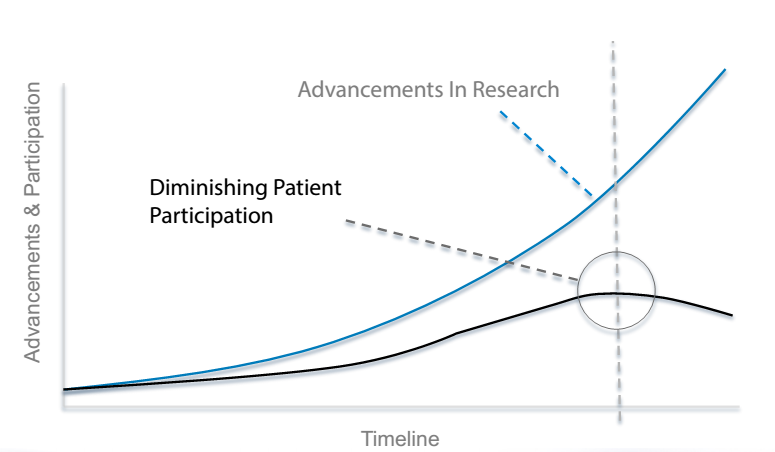 Advancements In Research
Diminishing Patient
Participation
Advancements & Participation
Timeline